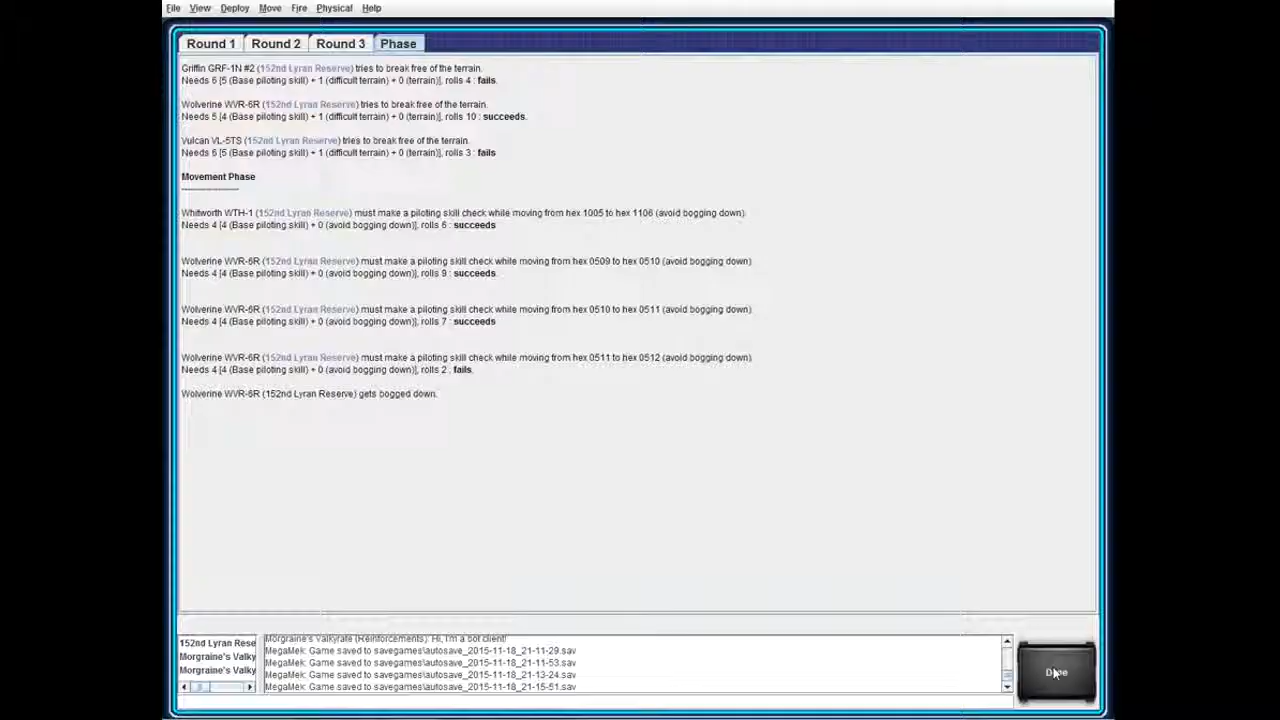 File View Deploy Move Fire Physical Help
Round 1 Round 2 Round 3 Phase
Griffin GRF-1N #2 (152nd Lyran Reserve) tries to break free of the terrain.
Needs 6 [5 (Base piloting skill) + 1 (difficult terrain) + 0 (terrain)], rolls 4 : fails.
Wolverine WVR-6R (152nd Lyran Reserve) tries to break free of the terrain.
Needs 5 [4 (Base piloting skill) + 1 (difficult terrain) + 0 (terrain)], rolls 10 : succeeds.
Vulcan VL-5TS (152nd Lyran Reserve) tries to break free of the terrain.
Needs 6 [5 (Base piloting skill) + 1 (difficult terrain) + 0 (terrain)], rolls 3 : fails
Movement Phase
-------------------
Whitworth WTH-1 (152nd Lyran Reserve) must make a piloting skill check while moving from hex 1005 to hex 1106 (avoid bogging down).
Needs 4 [4 (Base piloting skill) + 0 (avoid bogging down)], rolls 6 : succeeds
Wolverine WVR-6R (152nd Lyran Reserve) must make a piloting skill check while moving from hex 0509 to hex 0510 (avoid bogging down).
Needs 4 [4 (Base piloting skill) + 0 (avoid bogging down)], rolls 9 : succeeds.
Wolverine WVR-6R (152nd Lyran Reserve) must make a piloting skill check while moving from hex 0510 to hex 0511 (avoid bogging down).
Needs 4 [4 (Base piloting skill) + 0 (avoid bogging down)], rolls 7 : succeeds
Wolverine WVR-6R (152nd Lyran Reserve) must make a piloting skill check while moving from hex 0511 to hex 0512 (avoid bogging down).
Needs 4 [4 (Base piloting skill) + 0 (avoid bogging down)], rolls 2 : fails.
Wolverine WVR-6R (152nd Lyran Reserve) gets bogged down.
152nd Lyran Rese
Morgraine's Valky
Morgraine's Valky
Morgraine's Valkyrate (Reinforcements): Hi, I'm a bot client!
MegaMek: Game saved to savegames\autosave_2015-11-18_21-11-29.sav
MegaMek: Game saved to savegames\autosave_2015-11-18_21-11-53.sav
MegaMek: Game saved to savegames\autosave_2015-11-18_21-13-24.sav
MegaMek: Game saved to savegames\autosave_2015-11-18_21-15-51.sav
Done